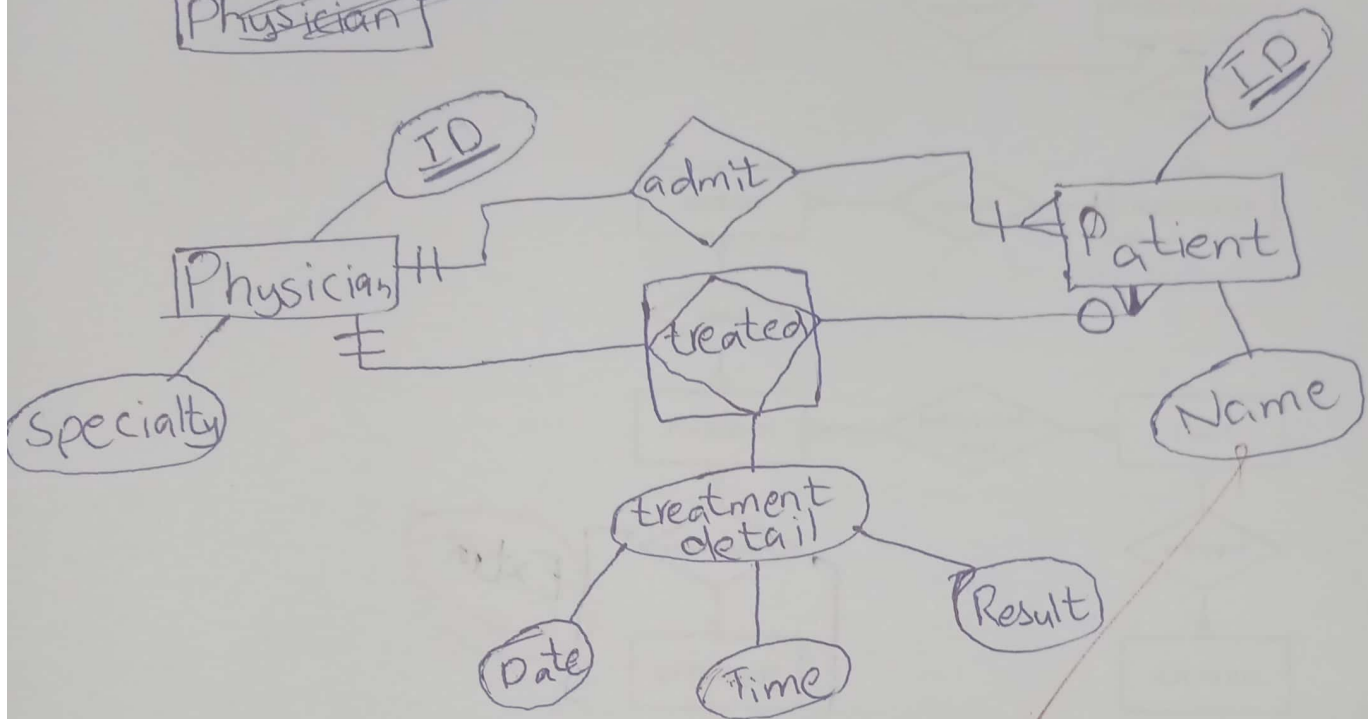 Physician
ID
ID
admit
Patient
Physician
treated
Specialty
Name
treatment
detail
Result
Date
Time